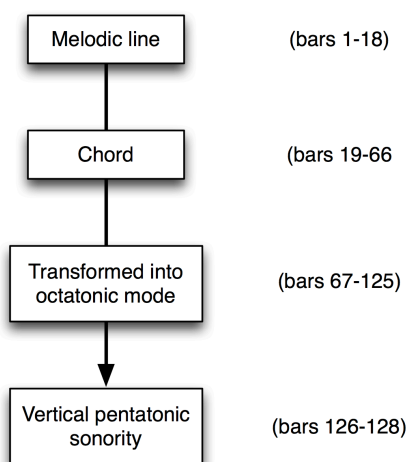 Melodic line (bars 1-18)
Chord (bars 19-66
Transformed into
octatonic mode
(bars 67-125)
Vertical pentatonic
sonority
(bars 126-128)